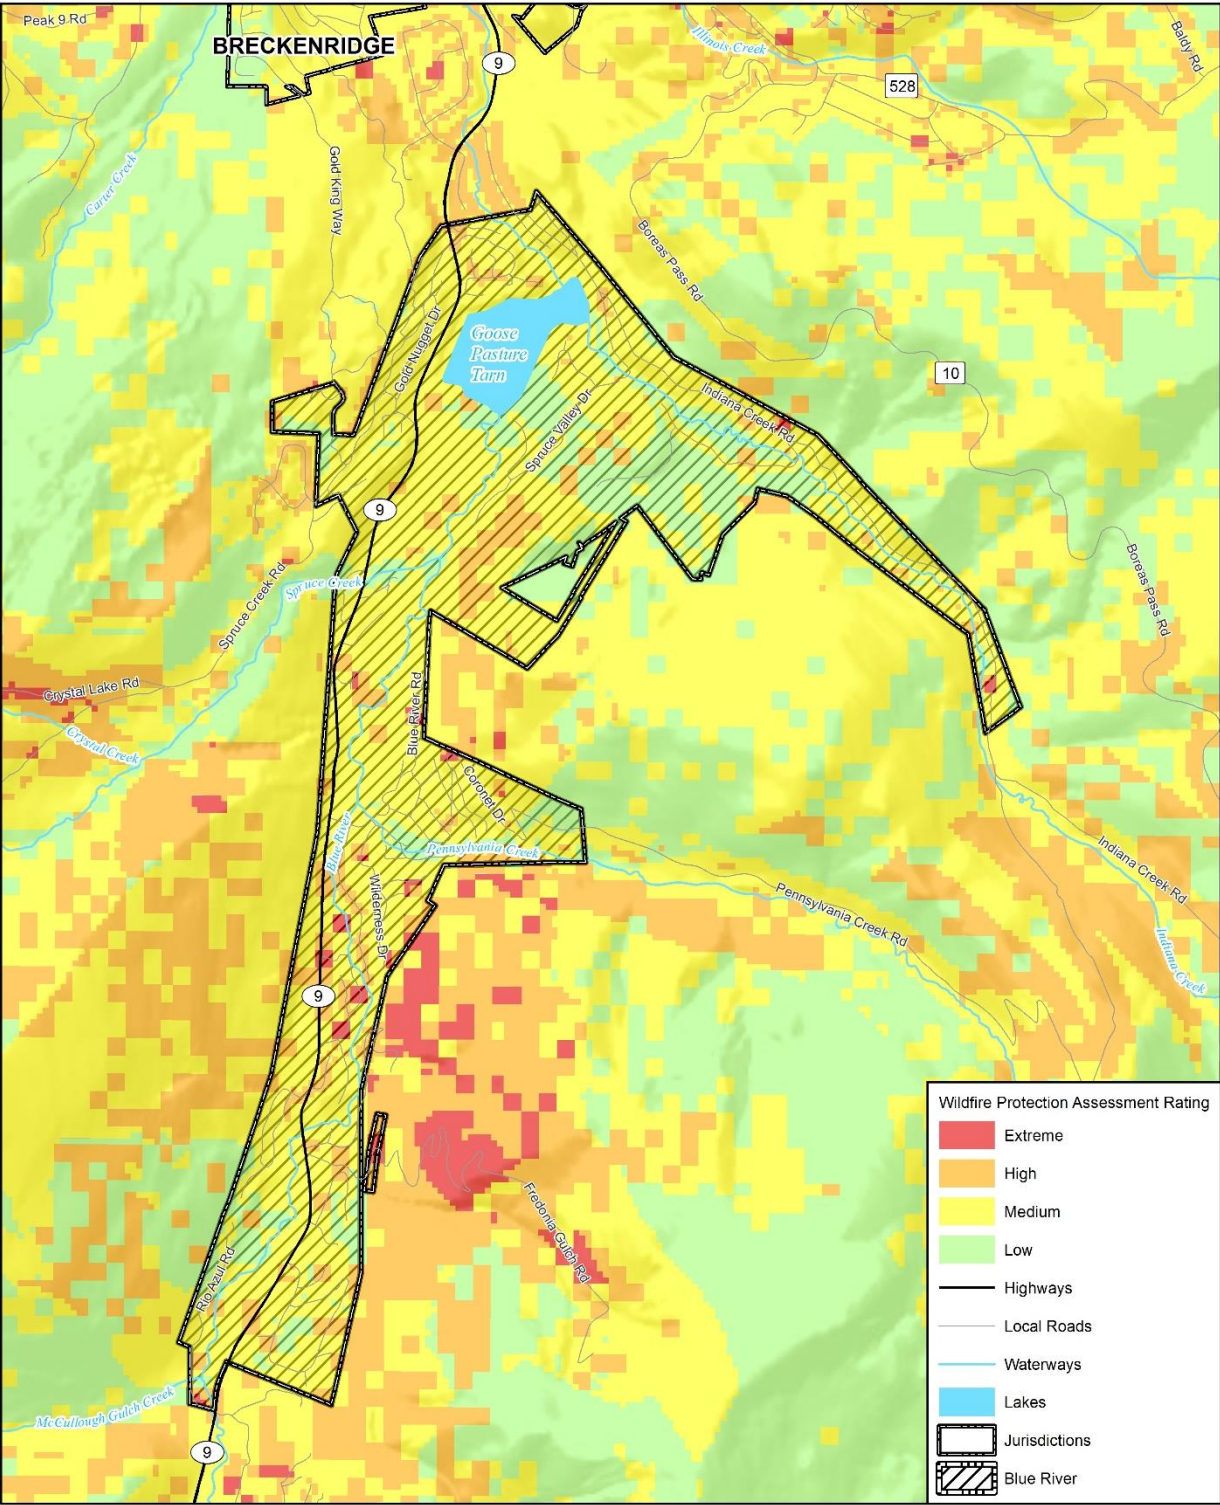 Peak 9 Rd
BRECKENRIDGE
9
Illinois Creek
Baldy Rd
528
Carter Creek
Gold King Way
Boreas Pass Rd
Gold Nugget Dr
Goose
Pasture
Tarn
10
Indiana Creek Rd
Spruce Valley Dr
9
Spruce Creek
Spruce Creek Rd
Boreas Pass Rd
Crystal Lake Rd
Crystal Creek
Blue River Rd
Coronet Dr
Blue River
Pennsylvania Creek
Indiana Creek Rd
Wilderness Dr
Pennsylvania Creek Rd
Indiana Creek
9
Fredonia Gulch Rd
Rio Azul Rd
McCullough Gulch Creek
9
Wildfire Protection Assessment Rating
Extreme
High
Medium
Low
Highways
Local Roads
Waterways
Lakes
Jurisdictions
Blue River